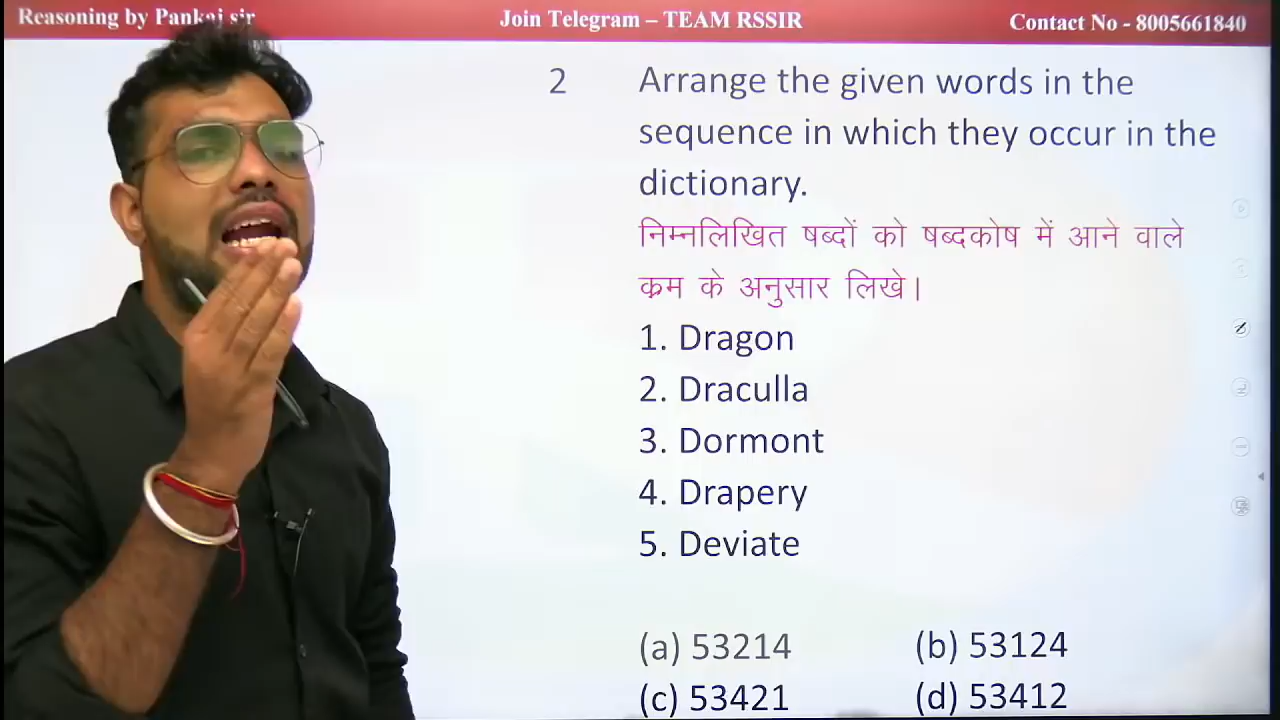 Reasoning by Pankaj sir
Join Telegram – TEAM RSSIR
Contact No - 8005661840
2
Arrange the given words in the
sequence in which they occur in the
dictionary.
निम्नलिखित षब्दों को षब्दकोष में आने वाले
क्रम के अनुसार लिखे।
1. Dragon
2. Draculla
3. Dormont
4. Drapery
5. Deviate
(a) 53214 (b) 53124
(c) 53421 (d) 53412